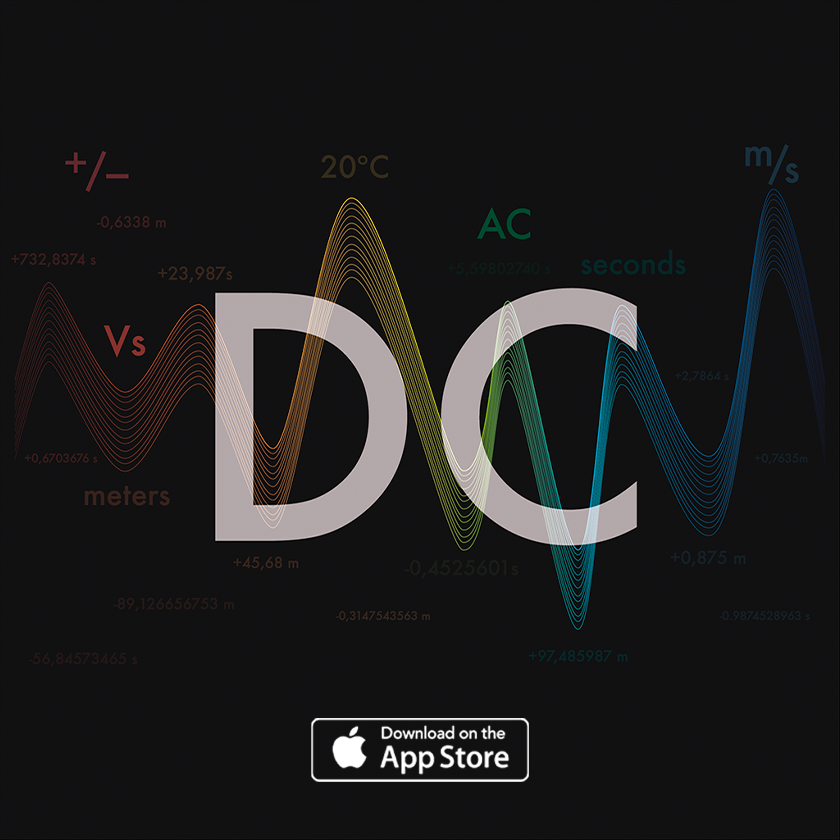 +/−
20°C
m/s
-0,6338 m
AC
+732,8374 s
+23,987s
+5,59802740 s
seconds
Vs
DC
+2,7864 s
+0,6703676 s
+0,7635m
meters
+45,68 m
-0,4525601s
+0,875 m
-89,126656753 m
-0,3147543563 m
-0.9874528963 s
-56,84573465 s
+97,485987 m
Download on the
App Store